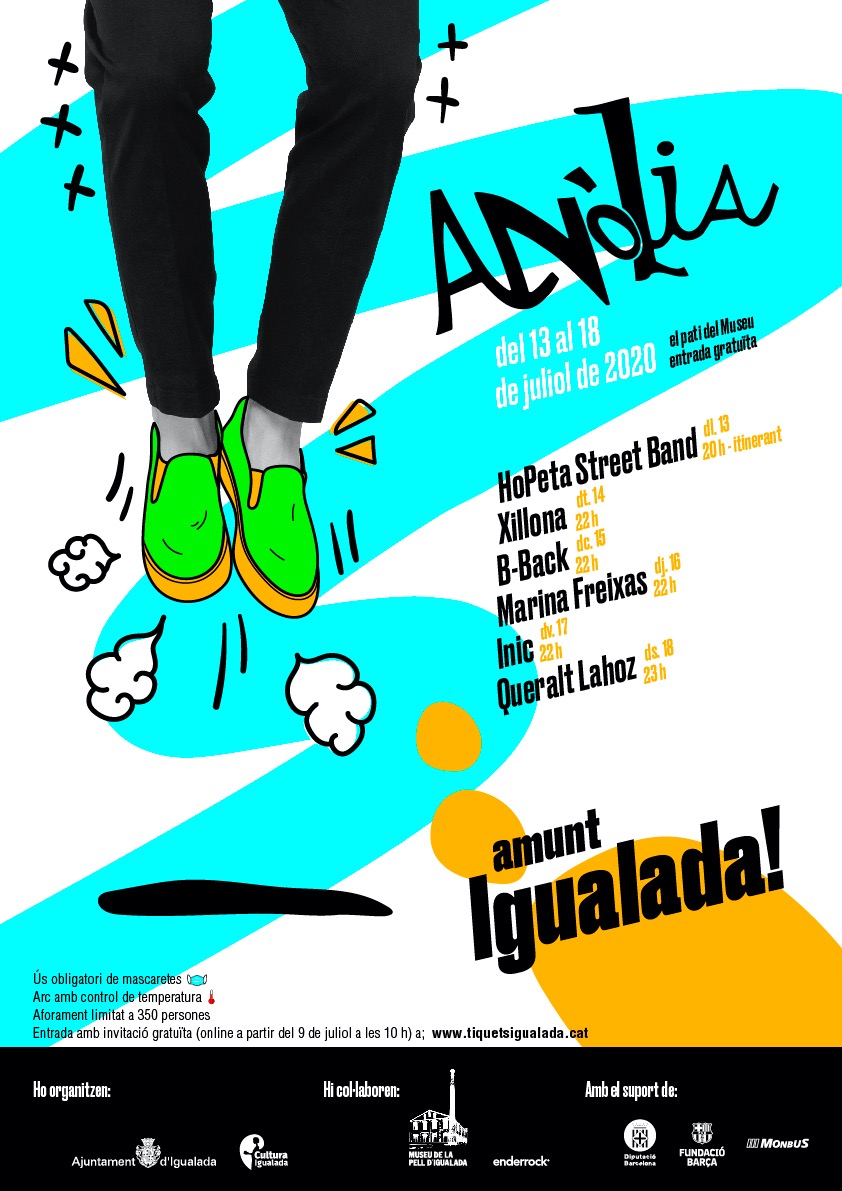 ANòlia
del 13 al 18
de juliol de 2020
el pati del Museu
entrada gratuïta
HoPeta Street Band dl. 13
20 h - itinerant
Xillona dt. 14
22 h
B-Back dc. 15
22 h
Marina Freixas dj. 16
22 h
Inic dv. 17
22 h
Queralt Lahoz ds. 18
23 h
amunt
Igualada!
Ús obligatori de mascaretes
Arc amb control de temperatura
Aforament limitat a 350 persones
Entrada amb invitació gratuïta (online a partir del 9 de juliol a les 10 h) a; www.tiquetsigualada.cat
Ho organitzen:
Hi col·laboren:
Amb el suport de:
Ajuntament d'Igualada
Cultura
Igualada
MUSEU DE LA
PELL D'IGUALADA
enderrock
Diputació
Barcelona
FUNDACIÓ
BARÇA
MONBUS